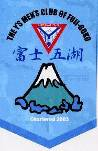 THE Y'S MEN'S CLUB OF FUJI-GOKO
富士五湖
Chartered 2003